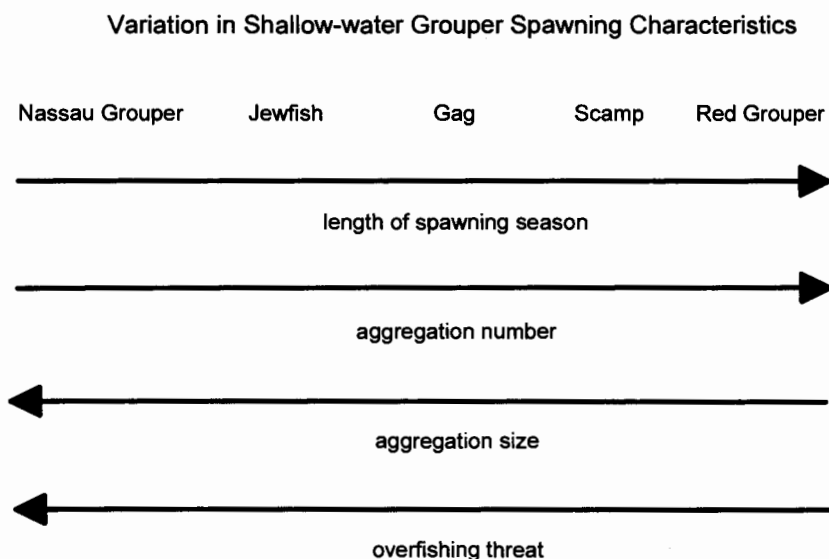 Variation in Shallow-water Grouper Spawning Characteristics
Nassau Grouper Jewfish Gag Scamp Red Grouper
length of spawning season
aggregation number
aggregation size
overfishing threat